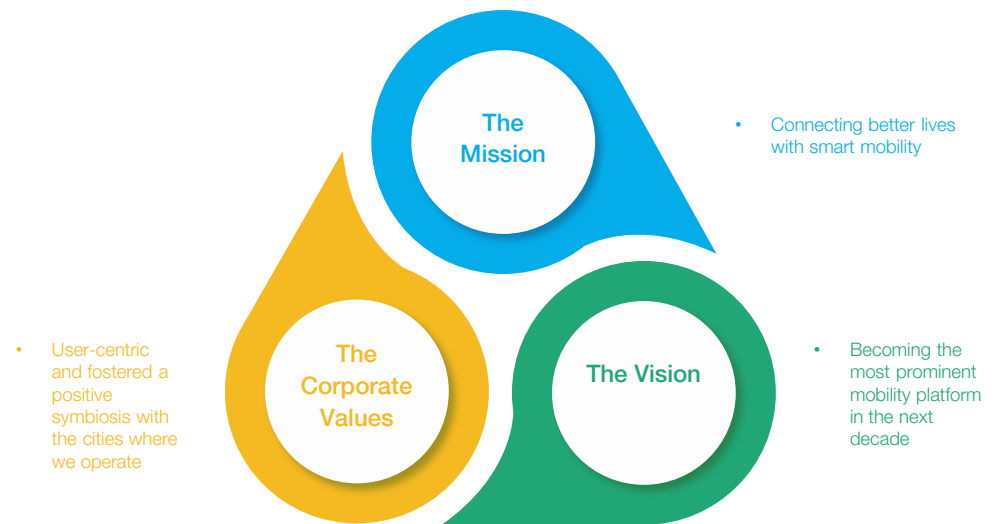 The
Mission
• Connecting better lives
with smart mobility
The
Corporate
Values
• User-centric
and fostered a
positive
symbiosis with
the cities where
we operate
The Vision
• Becoming the
most prominent
mobility platform
in the next
decade